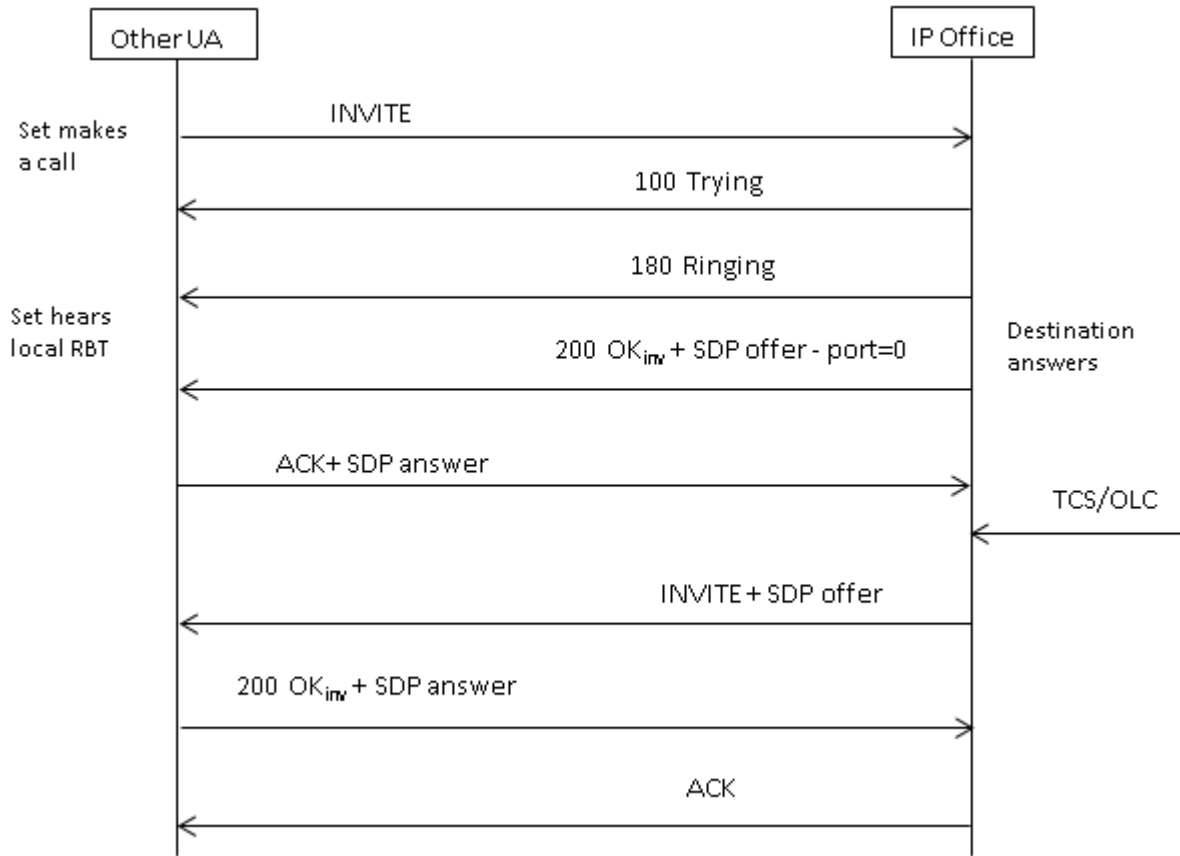 Other UA
IP Office
INVITE
Set makes
a call
100 Trying
180 Ringing
Set hears
local RBT
200 OKinv + SDP offer - port=0
Destination
answers
ACK+ SDP answer
TCS/OLC
INVITE + SDP offer
200 OKinv + SDP answer
ACK